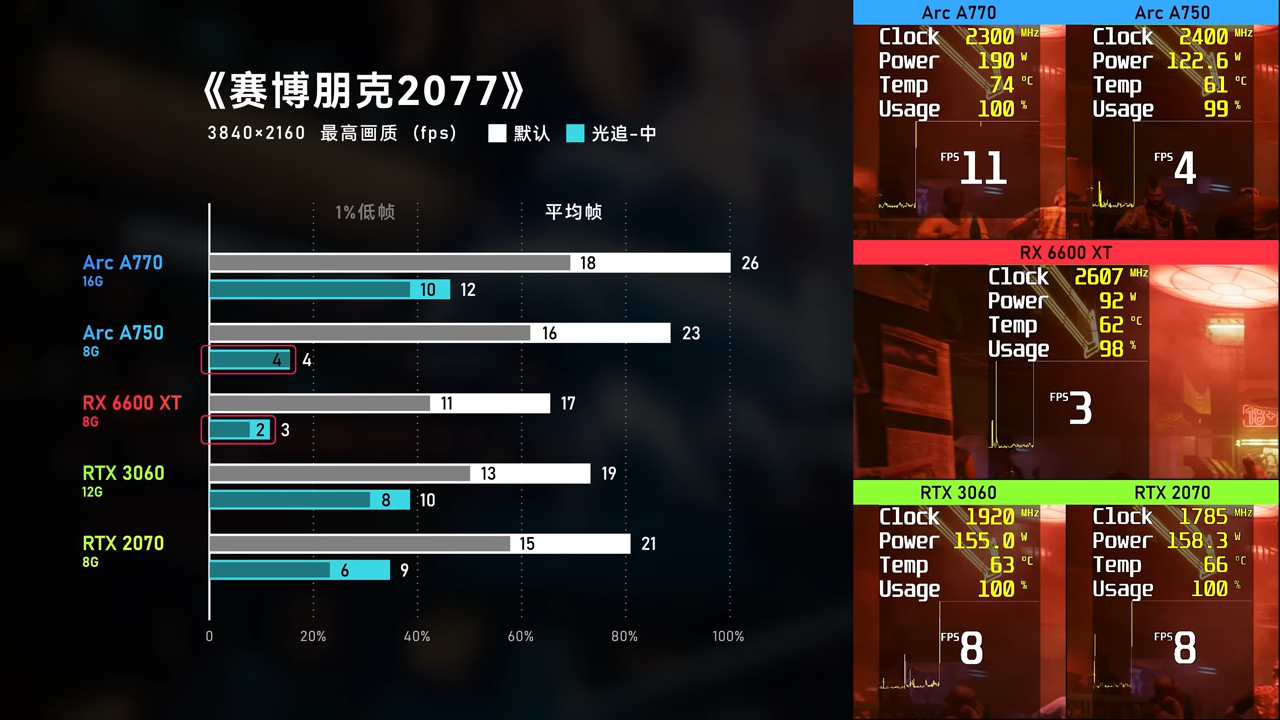 《赛博朋克2077》
3840×2160 最高画质 (fps) 默认 光追-中
1%低帧 平均帧
Arc A770
16G
18 26
10 12
Arc A750
8G
16 23
4 4
RX 6600 XT
8G
11 17
2 3
RTX 3060
12G
13 19
8 10
RTX 2070
8G
15 21
6 9
0 20% 40% 60% 80% 100%
Arc A770
Clock 2300 MHz
Power 190 W
Temp 74 °C
Usage 100 %
FPS 11
Arc A750
Clock 2400 MHz
Power 122.6 W
Temp 61 °C
Usage 99 %
FPS 4
RX 6600 XT
Clock 2607 MHz
Power 92 W
Temp 62 °C
Usage 98 %
FPS 3
18+
RTX 3060
Clock 1920 MHz
Power 155.0 W
Temp 63 °C
Usage 100 %
FPS 8
RTX 2070
Clock 1785 MHz
Power 158.3 W
Temp 66 °C
Usage 100 %
FPS 8